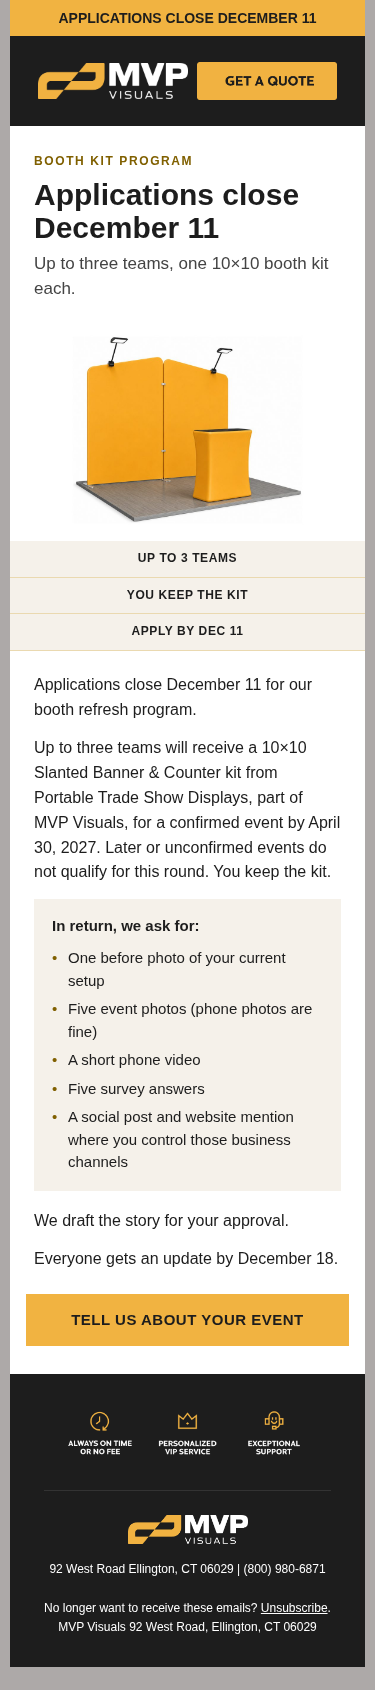 APPLICATIONS CLOSE DECEMBER 11
MVP
VISUALS
GET A QUOTE
BOOTH KIT PROGRAM
Applications close
December 11
Up to three teams, one 10×10 booth kit
each.
UP TO 3 TEAMS
YOU KEEP THE KIT
APPLY BY DEC 11
Applications close December 11 for our
booth refresh program.
Up to three teams will receive a 10×10
Slanted Banner & Counter kit from
Portable Trade Show Displays, part of
MVP Visuals, for a confirmed event by April
30, 2027. Later or unconfirmed events do
not qualify for this round. You keep the kit.
In return, we ask for:
• One before photo of your current
setup
• Five event photos (phone photos are
fine)
• A short phone video
• Five survey answers
• A social post and website mention
where you control those business
channels
We draft the story for your approval.
Everyone gets an update by December 18.
TELL US ABOUT YOUR EVENT
ALWAYS ON TIME
OR NO FEE
PERSONALIZED
VIP SERVICE
EXCEPTIONAL
SUPPORT
MVP
VISUALS
92 West Road Ellington, CT 06029 | (800) 980-6871
No longer want to receive these emails? Unsubscribe.
MVP Visuals 92 West Road, Ellington, CT 06029